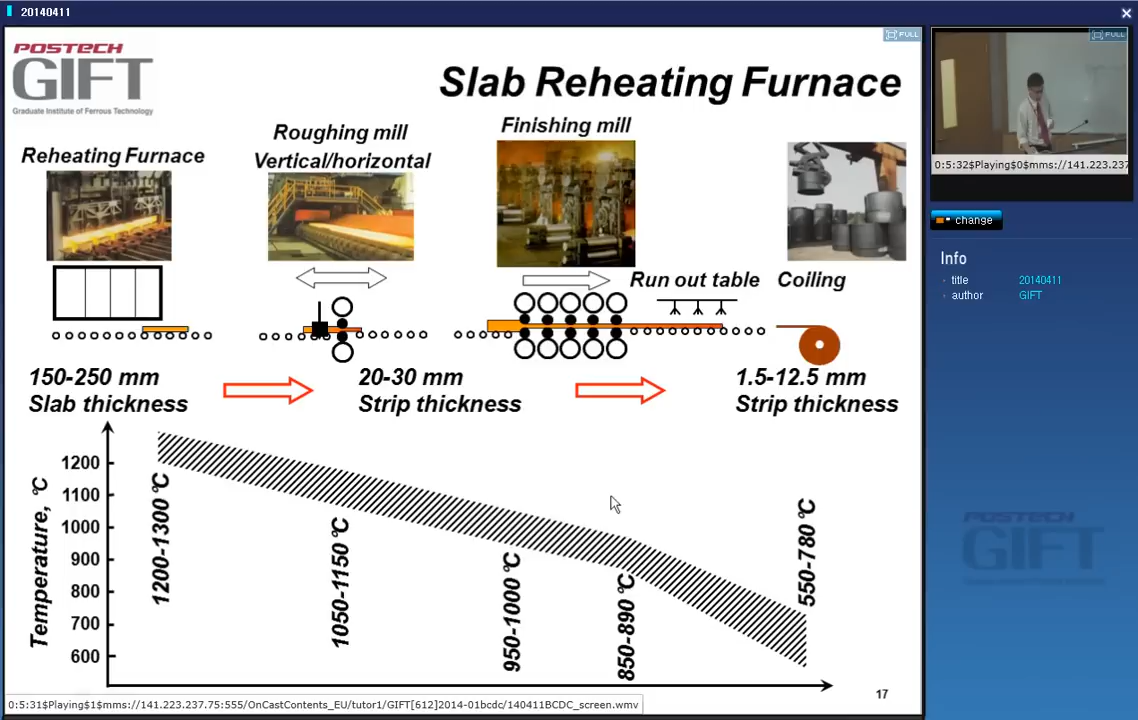 20140411
POSTECH
GIFT
Graduate Institute of Ferrous Technology
Slab Reheating Furnace
FULL
FULL
Reheating Furnace
Roughing mill
Vertical/horizontal
Finishing mill
Run out table
Coiling
150-250 mm
Slab thickness
20-30 mm
Strip thickness
1.5-12.5 mm
Strip thickness
Temperature, ℃
1200
1100
1000
900
800
700
600
1200-1300 ℃
1050-1150 ℃
950-1000 ℃
850-890 ℃
550-780 ℃
17
0:5:31$Playing$1$mms://141.223.237.75:555/OnCastContents_EU/tutor1/GIFT[612]2014-01bcdc/140411BCDC_screen.wmv
0:5:32$Playing$0$mms://141.223.237
change
Info
title 20140411
author GIFT
POSTECH
GIFT